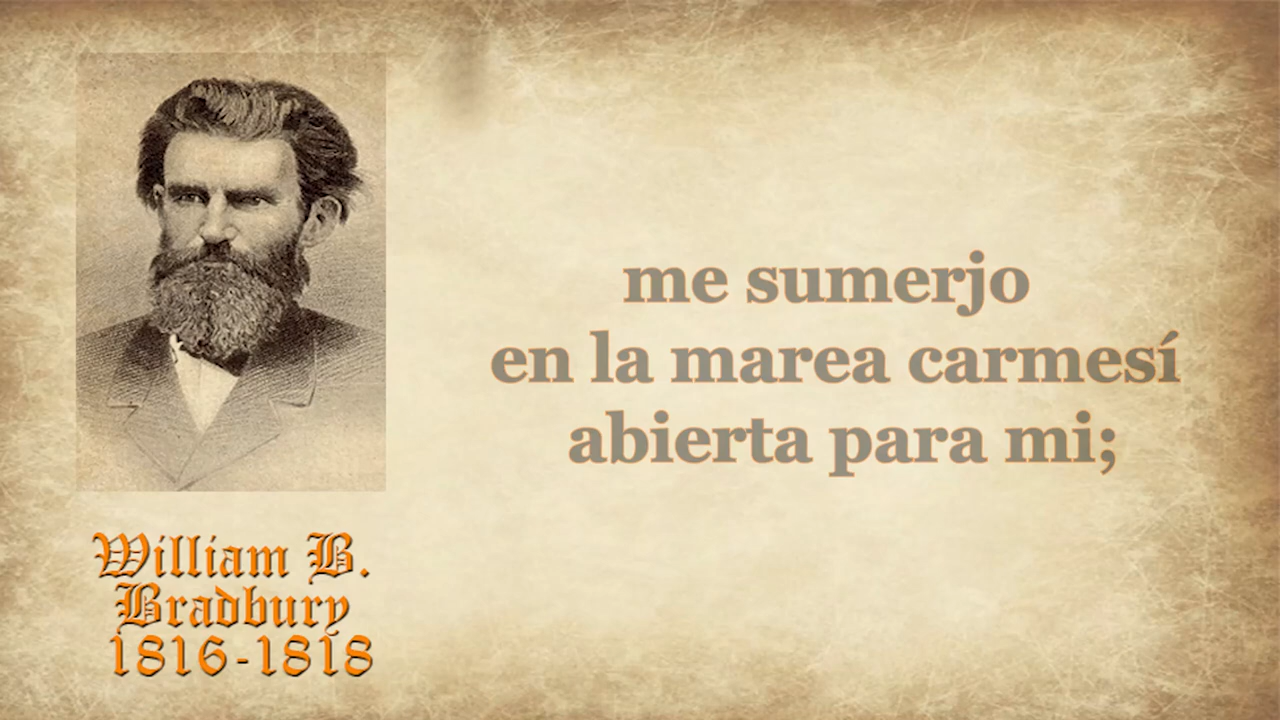 me sumerjo
en la marea carmesí
abierta para mi;
William B.
Bradbury
1816-1818